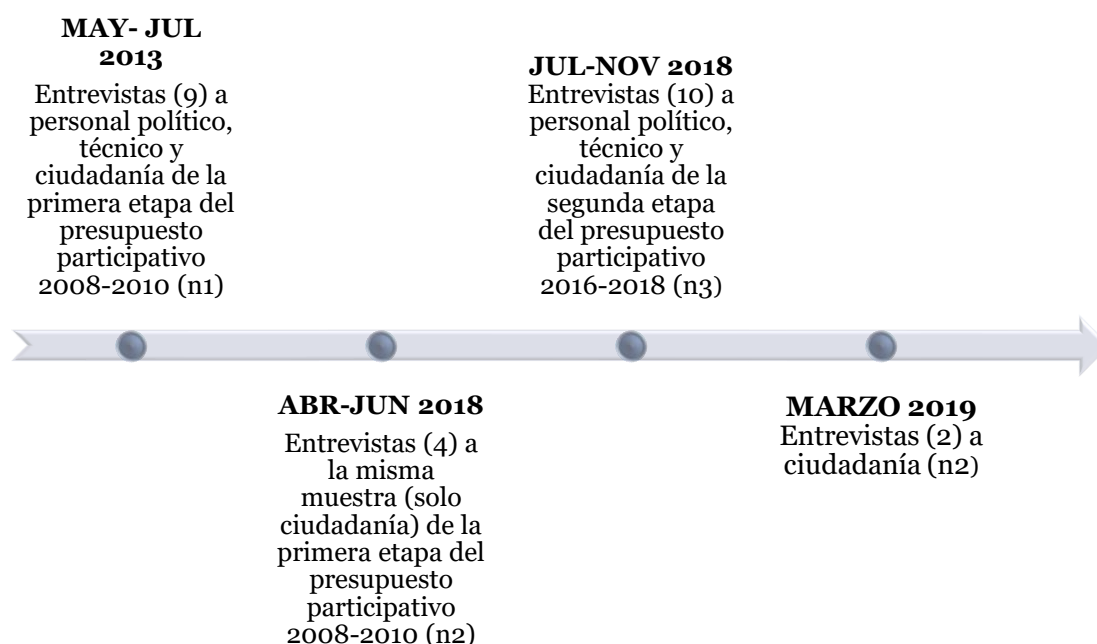 MAY- JUL
2013
Entrevistas (9) a
personal político,
técnico y
ciudadanía de la
primera etapa del
presupuesto
participativo
2008-2010 (n1)
ABR-JUN 2018
Entrevistas (4) a
la misma
muestra (solo
ciudadanía) de la
primera etapa del
presupuesto
participativo
2008-2010 (n2)
JUL-NOV 2018
Entrevistas (10) a
personal político,
técnico y
ciudadanía de la
segunda etapa
del presupuesto
participativo
2016-2018 (n3)
MARZO 2019
Entrevistas (2) a
ciudadanía (n2)